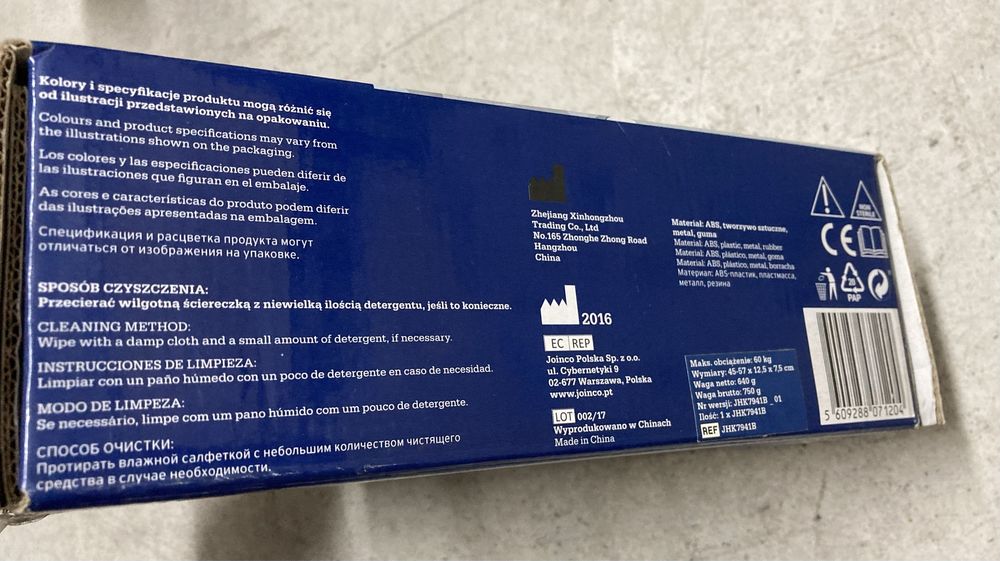 Kolory i specyfikacje produktu mogą różnić się
od ilustracji przedstawionych na opakowaniu.
Colours and product specifications may vary from
the illustrations shown on the packaging.
Los colores y las especificaciones pueden diferir de
las ilustraciones que figuran en el embalaje.
As cores e características do produto podem diferir
das ilustrações apresentadas na embalagem.
Спецификация и расцветка продукта могут
отличаться от изображения на упаковке.
SPOSÓB CZYSZCZENIA:
Przecierać wilgotną ściereczką z niewielką ilością detergentu, jeśli to konieczne.
CLEANING METHOD:
Wipe with a damp cloth and a small amount of detergent, if necessary.
INSTRUCCIONES DE LIMPIEZA:
Limpiar con un paño húmedo con un poco de detergente en caso de necesidad.
MODO DE LIMPEZA:
Se necessário, limpe com um pano húmido com um pouco de detergente.
СПОСОБ ОЧИСТКИ:
Протирать влажной салфеткой с небольшим количеством чистящего
средства в случае необходимости.
Zhejiang Xinhongzhou
Trading Co., Ltd
No.165 Zhonghe Zhong Road
Hangzhou
China
2016
EC REP
Joinco Polska Sp. z o.o.
ul. Cybernetyki 9
02-677 Warszawa, Polska
www.joinco.pt
LOT 002/17
Wyprodukowano w Chinach
Made in China
Material: ABS, tworzywo sztuczne,
metal, guma
Material: ABS, plastic, metal, rubber
Material: ABS, plástico, metal, goma
Material: ABS, plástico, metal, borracha
Материал: ABS-пластик, пластмасса,
металл, резина
Maks. obciążenie: 60 kg
Wymiary: 45-57 x 12,5 x 7,5 cm
Waga netto: 640 g
Waga brutto: 750 g
Nr wersji: JHK7941B_01
Ilość: 1 x JHK7941B
REF JHK7941B
NON
STERILE
CE
20
PAP
5 609288 071204